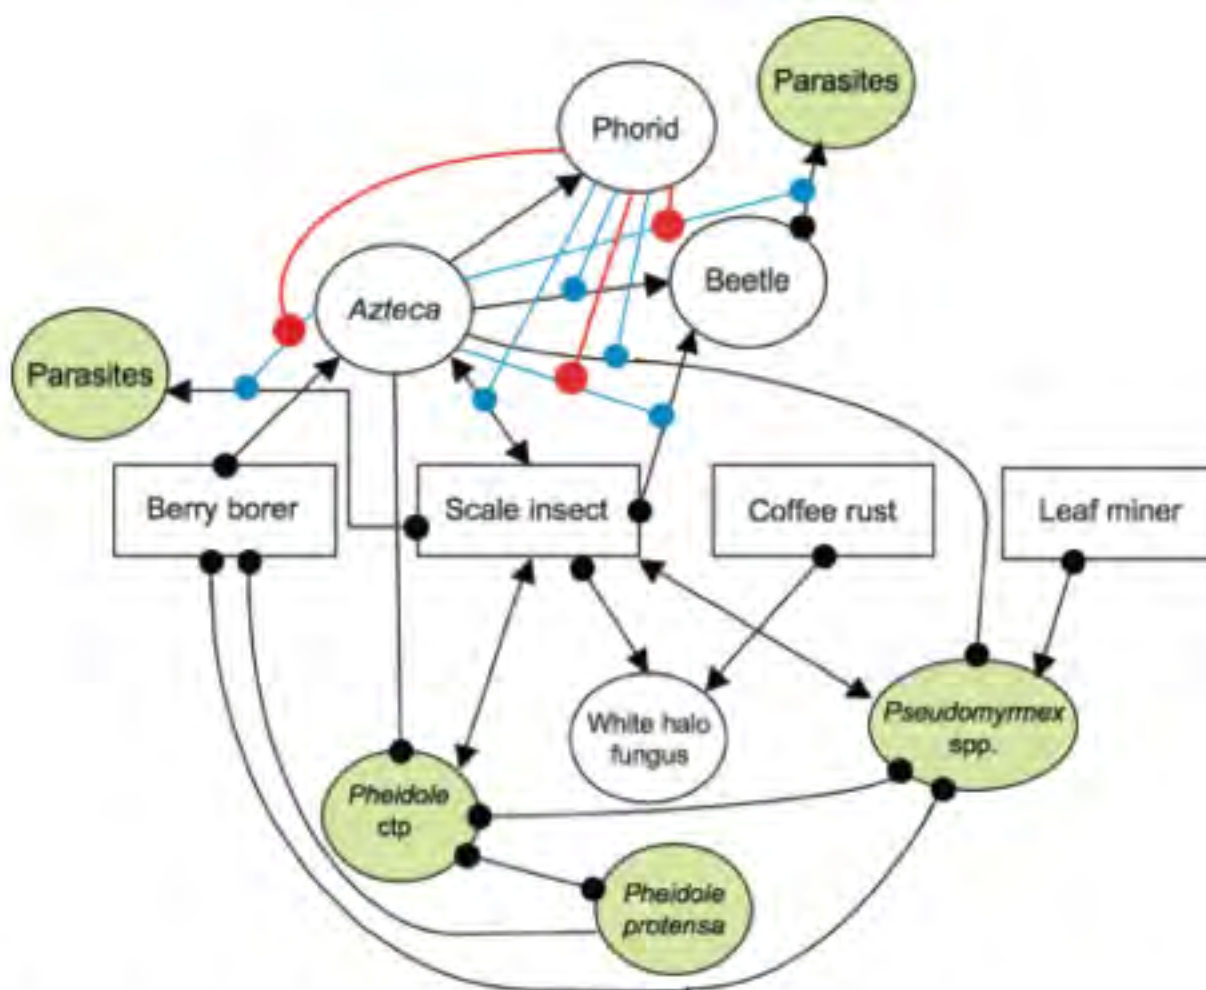 Parasites
Phorid
Beetle
Azteca
Parasites
Berry borer
Scale insect
Coffee rust
Leaf miner
Pseudomyrmex
spp.
White halo
fungus
Pheidole
ctp
Pheidole
protensa